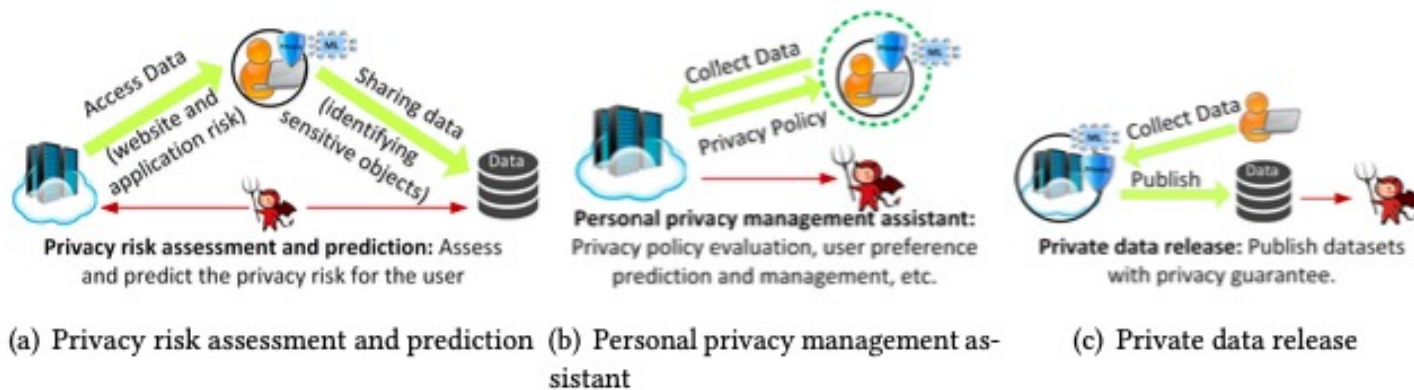 Access Data
(website and
application risk)
ML
Privacy
Sharing data
(identifying
sensitive objects)
Data
Privacy risk assessment and prediction: Assess
and predict the privacy risk for the user
(a) Privacy risk assessment and prediction
Collect Data
Privacy Policy
ML
Personal privacy management assistant:
Privacy policy evaluation, user preference
prediction and management, etc.
(b) Personal privacy management as-
sistant
Collect Data
ML
Publish
Data
Private data release: Publish datasets
with privacy guarantee.
(c) Private data release